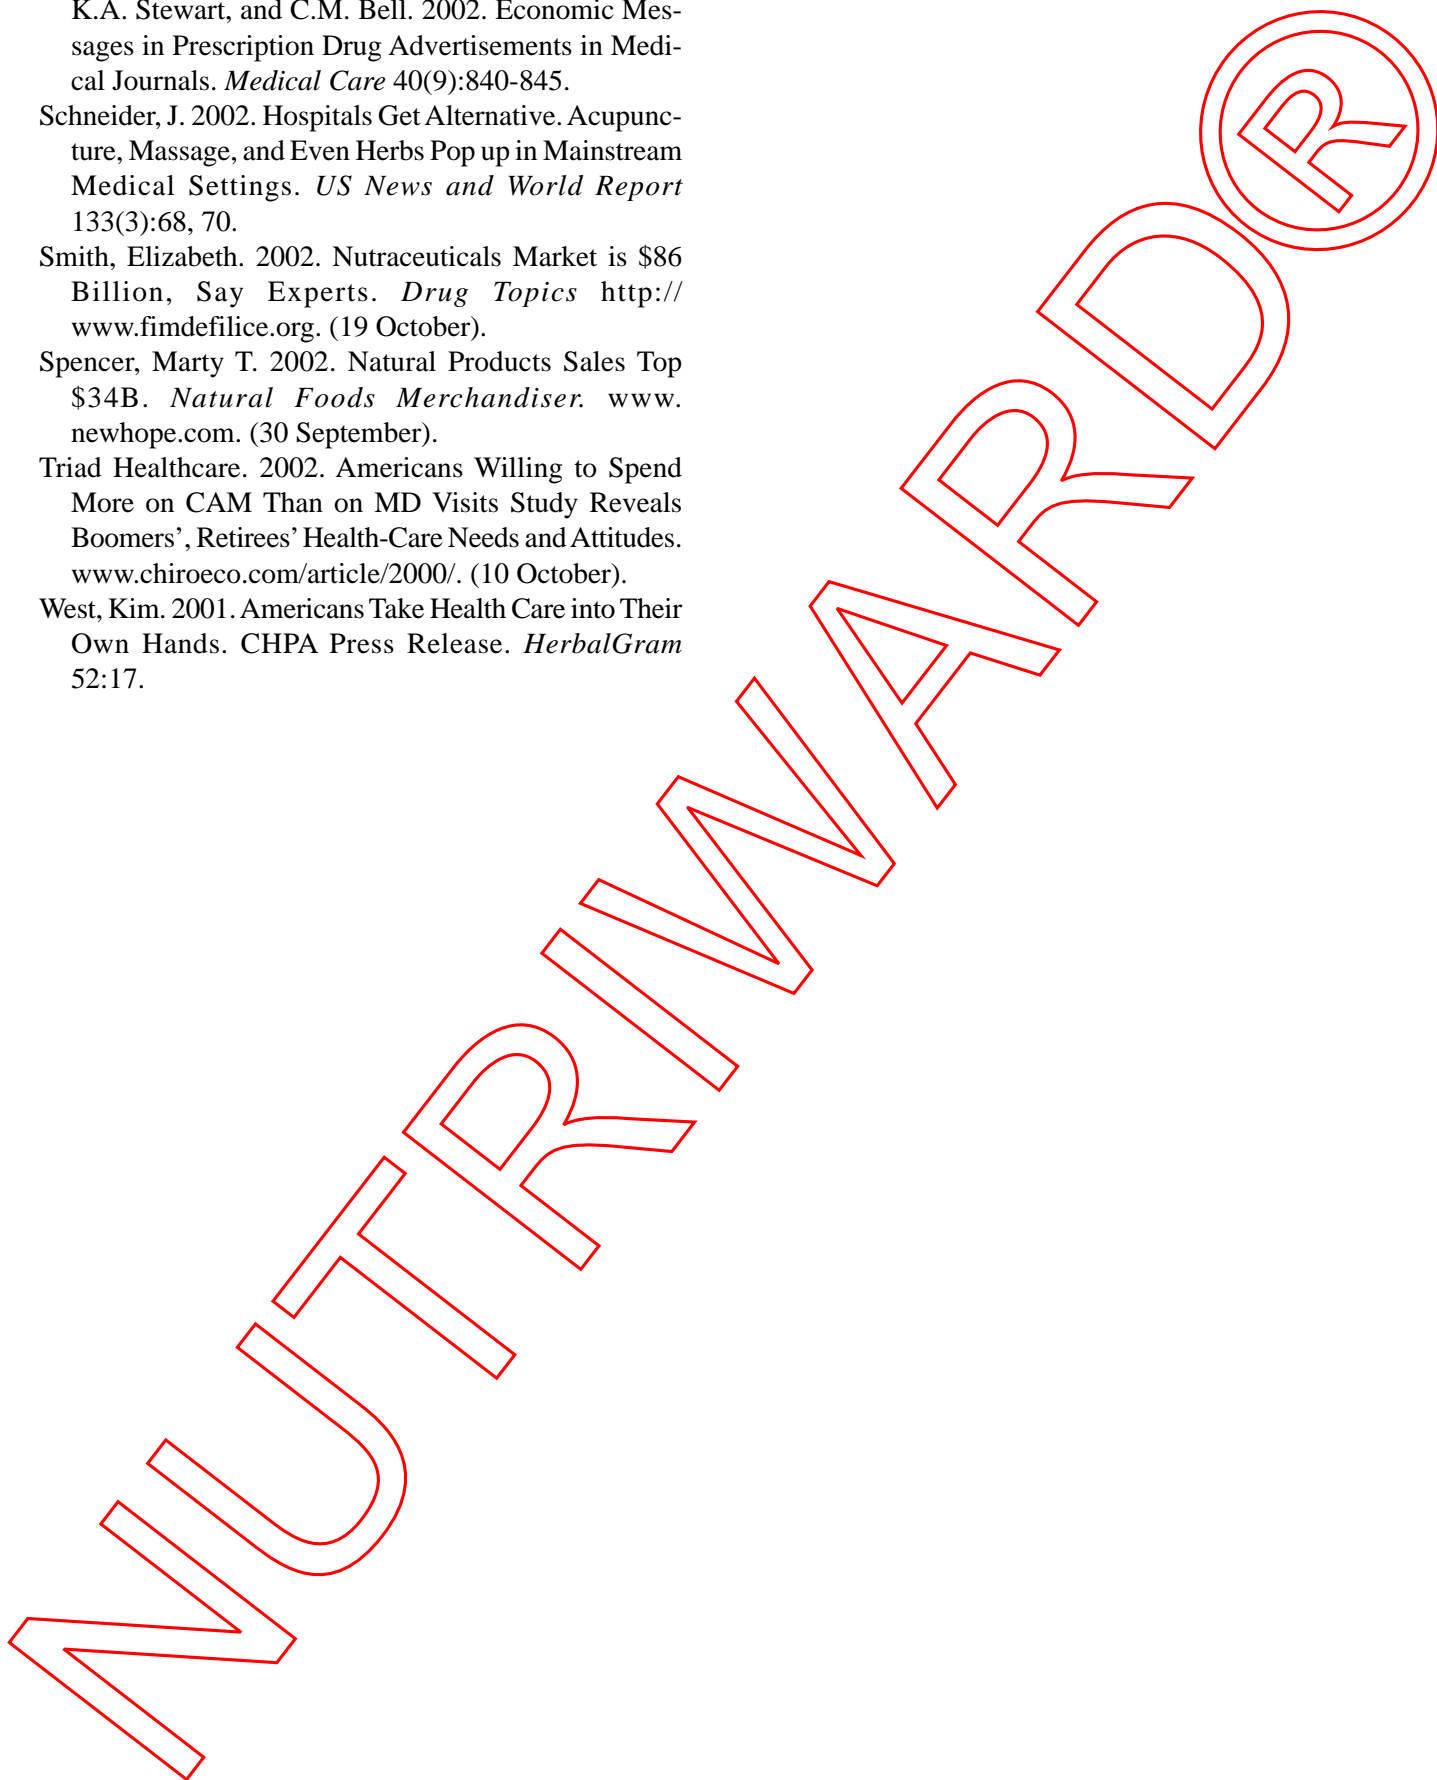 K.A. Stewart, and C.M. Bell. 2002. Economic Mes-
sages in Prescription Drug Advertisements in Medi-
cal Journals. Medical Care 40(9):840-845.
Schneider, J. 2002. Hospitals Get Alternative. Acupunc-
ture, Massage, and Even Herbs Pop up in Mainstream
Medical Settings. US News and World Report
133(3):68, 70.
Smith, Elizabeth. 2002. Nutraceuticals Market is $86
Billion, Say Experts. Drug Topics http://
www.fimdefilice.org. (19 October).
Spencer, Marty T. 2002. Natural Products Sales Top
$34B. Natural Foods Merchandiser. www.
newhope.com. (30 September).
Triad Healthcare. 2002. Americans Willing to Spend
More on CAM Than on MD Visits Study Reveals
Boomers’, Retirees’ Health-Care Needs and Attitudes.
www.chiroeco.com/article/2000/. (10 October).
West, Kim. 2001. Americans Take Health Care into Their
Own Hands. CHPA Press Release. HerbalGram
52:17.
NUTRIWARD®